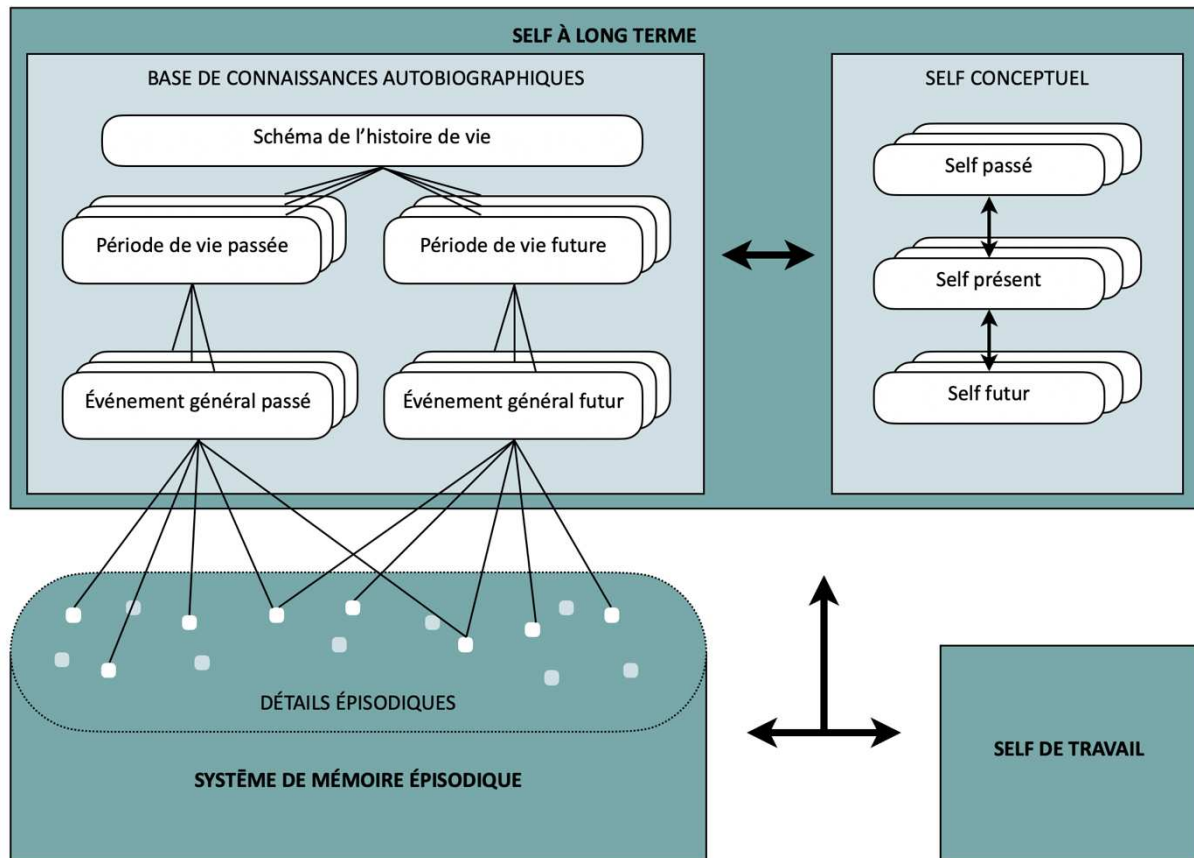 SELF À LONG TERME
BASE DE CONNAISSANCES AUTOBIOGRAPHIQUES
Schéma de l’histoire de vie
Période de vie passée
Période de vie future
Événement général passé
Événement général futur
SELF CONCEPTUEL
Self passé
Self présent
Self futur
DÉTAILS ÉPISODIQUES
SYSTĒME DE MÉMOIRE ÉPISODIQUE
SELF DE TRAVAIL